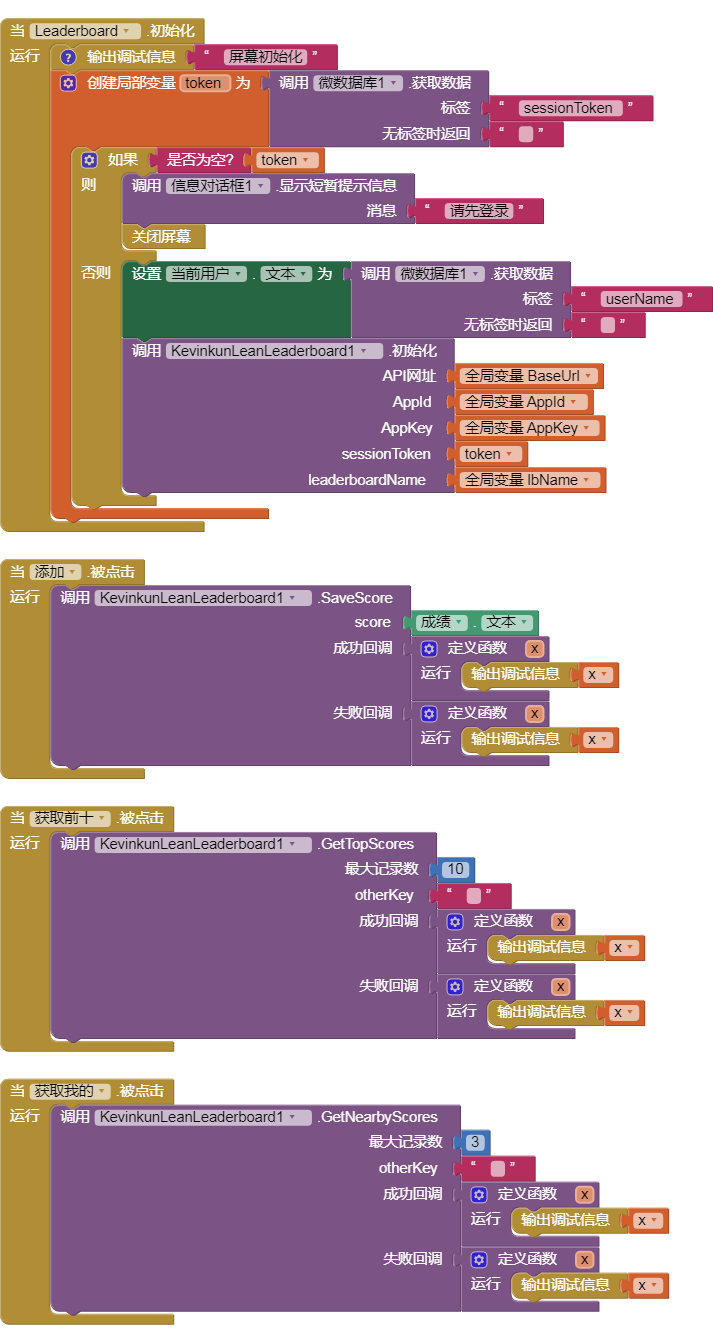 当 Leaderboard .初始化
运行 ? 输出调试信息 “ 屏幕初始化 ”
创建局部变量 token 为 调用 微数据库1 .获取数据
标签 “ sessionToken ”
无标签时返回 “ ”
如果 是否为空? token
则 调用 信息对话框1 .显示短暂提示信息
消息 “ 请先登录 ”
关闭屏幕
否则 设置 当前用户 . 文本 为 调用 微数据库1 .获取数据
标签 “ userName ”
无标签时返回 “ ”
调用 KevinkunLeanLeaderboard1 .初始化
API网址 全局变量 BaseUrl
AppId 全局变量 AppId
AppKey 全局变量 AppKey
sessionToken token
leaderboardName 全局变量 lbName
当 添加 .被点击
运行 调用 KevinkunLeanLeaderboard1 .SaveScore
score 成绩 . 文本
成功回调 定义函数 x
运行 输出调试信息 x
失败回调 定义函数 x
运行 输出调试信息 x
当 获取前十 .被点击
运行 调用 KevinkunLeanLeaderboard1 .GetTopScores
最大记录数 10
otherKey “ ”
成功回调 定义函数 x
运行 输出调试信息 x
失败回调 定义函数 x
运行 输出调试信息 x
当 获取我的 .被点击
运行 调用 KevinkunLeanLeaderboard1 .GetNearbyScores
最大记录数 3
otherKey “ ”
成功回调 定义函数 x
运行 输出调试信息 x
失败回调 定义函数 x
运行 输出调试信息 x